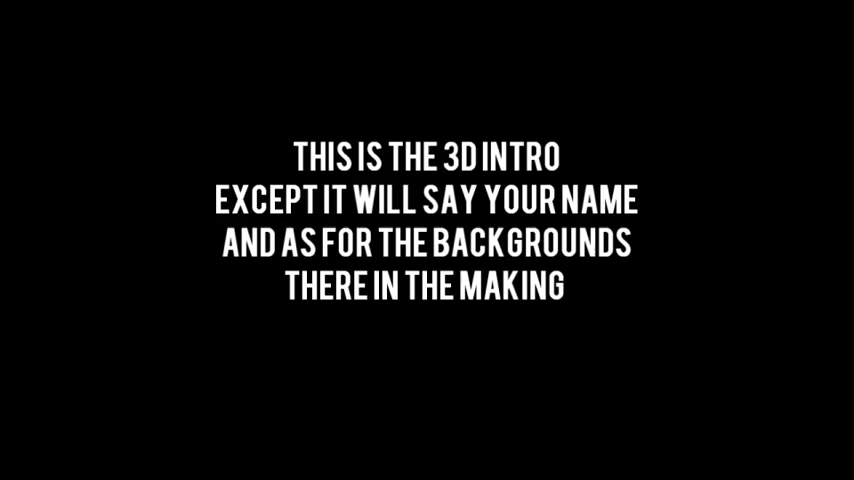 THIS IS THE 3D INTRO
EXCEPT IT WILL SAY YOUR NAME
AND AS FOR THE BACKGROUNDS
THERE IN THE MAKING